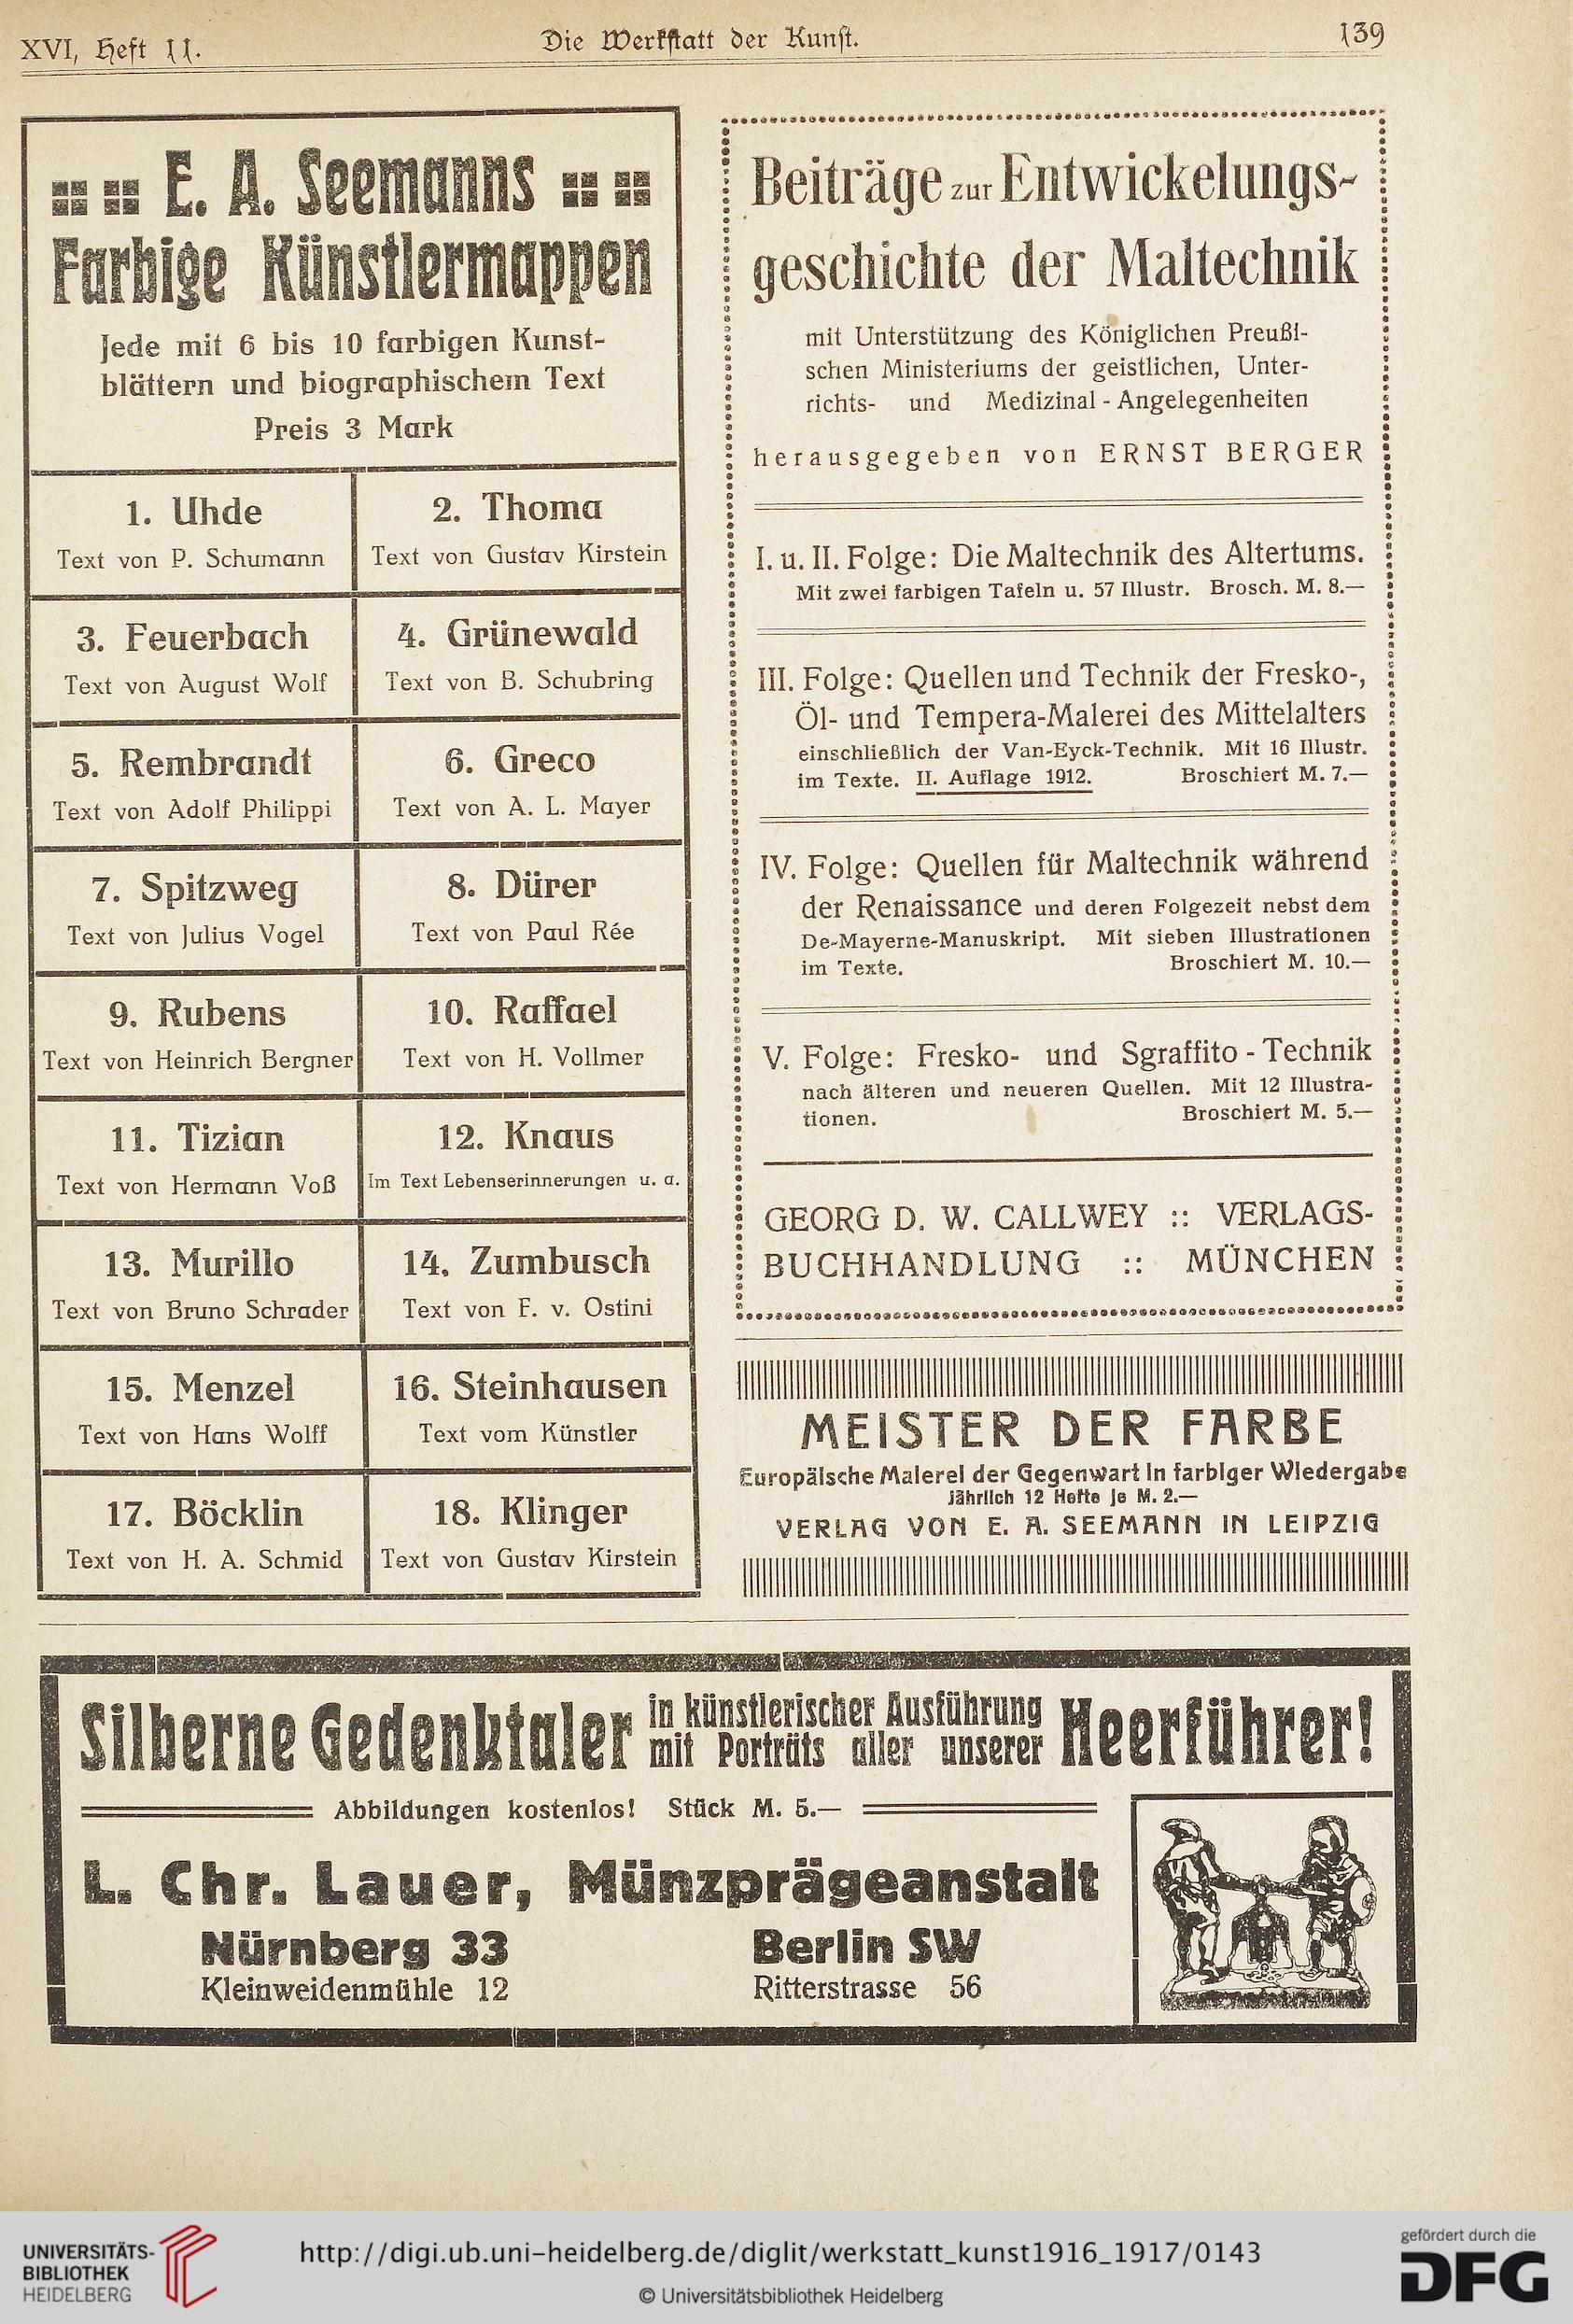 XVI, Heft 11.
Die Werkstatt der Kunst.
139
E. A. Seemanns
Farbige Künstlermappen
Jede mit 6 bis 10 farbigen Kunst-
blättern und biographischem Text
Preis 3 Mark
1. Uhde
Text von P. Schumann
2. Thoma
Text von Gustav Kirstein
3. Feuerbach
Text von August Wolf
4. Grünewald
Text von B. Schubring
5. Rembrandt
Text von Adolf Philippi
6. Greco
Text von A. L. Mayer
7. Spitzweg
Text von Julius Vogel
8. Dürer
Text von Paul Rée
9. Rubens
Text von Heinrich Bergner
10. Raffael
Text von H. Vollmer
11. Tizian
Text von Hermann Voß
12. Knaus
Im Text Lebenserinnerungen u. a.
13. Murillo
Text von Bruno Schrader
14. Zumbusch
Text von F. v. Ostini
15. Menzel
Text von Hans Wolff
16. Steinhausen
Text vom Künstler
17. Böcklin
Text von H. A. Schmid
18. Klinger
Text von Gustav Kirstein
Beiträge zur Entwickelungs-
geschichte der Maltechnik
mit Unterstützung des Königlichen Preußi-
schen Ministeriums der geistlichen, Unter-
richts- und Medizinal-Angelegenheiten
herausgegeben von ERNST BERGER
I. u. II. Folge: Die Maltechnik des Altertums.
Mit zwei farbigen Tafeln u. 57 Illustr. Brosch. M. 8.—
III. Folge: Quellen und Technik der Fresko-,
Öl- und Tempera-Malerei des Mittelalters
einschließlich der Van-Eyck-Technik. Mit 16 Illustr.
im Texte. II. Auflage 1912. Broschiert M. 7.—
IV. Folge: Quellen für Maltechnik während
der Renaissance und deren Folgezeit nebst dem
De-Mayerne-Manuskript. Mit sieben Illustrationen
im Texte. Broschiert M. 10.—
V. Folge: Fresko- und Sgraffito-Technik
nach älteren und neueren Quellen. Mit 12 Illustra-
tionen. Broschiert M. 5.—
GEORG D. W. CALLWEY :: VERLAGS-
BUCHHANDLUNG :: MÜNCHEN
MEISTER DER FARBE
Europäische Malerei der Gegenwart in farbiger Wiedergabe
Jährlich 12 Hefte je M. 2.—
VERLAG VON E. A. SEEMANN IN LEIPZIG
Silberne Gedenktaler in künstlerischer Ausführung
mit Porträts aller unserer Heerführer!
Abbildungen kostenlos! Stück M. 5.—
L. Chr. Lauer, Münzprägeanstalt
Nürnberg 33
Kleinweidenmühle 12
Berlin SW
Ritterstrasse 56
UNIVERSITÄTS-
BIBLIOTHEK
HEIDELBERG
http://digi.ub.uni-heidelberg.de/diglit/werkstatt_kunst1916_1917/0143
© Universitätsbibliothek Heidelberg
gefördert durch die
DFG